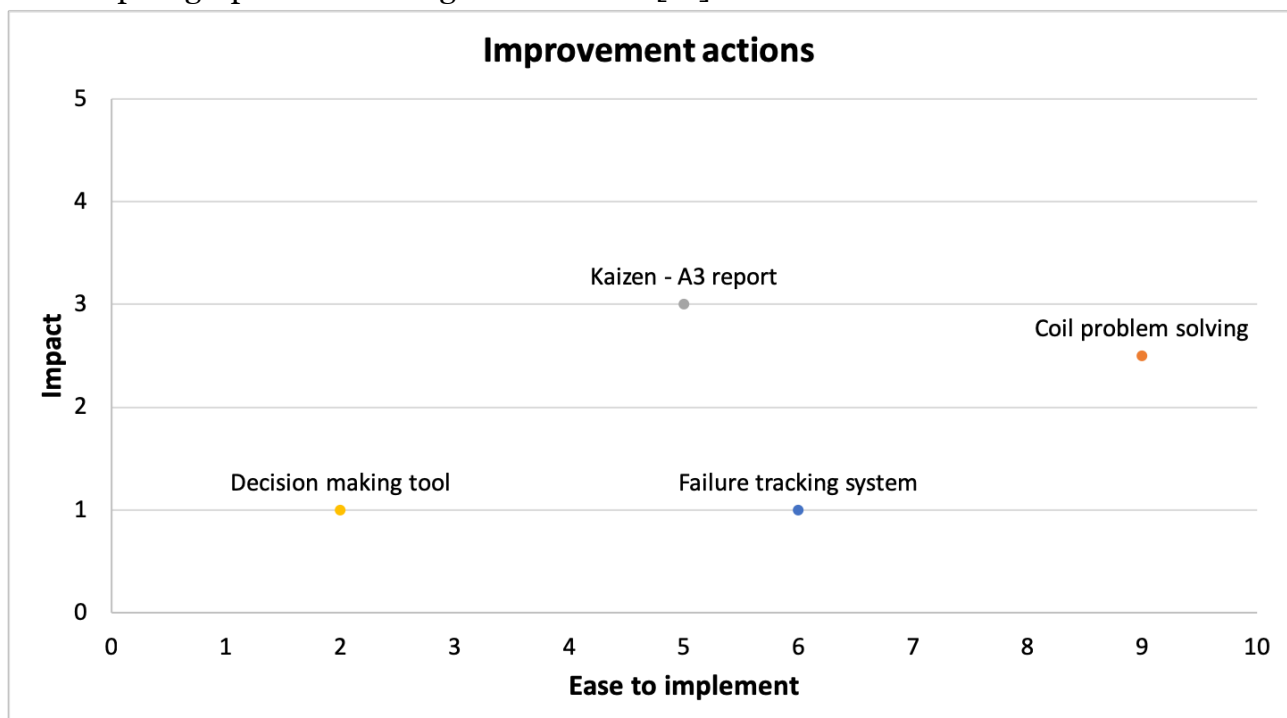 Improvement actions
5
4
Kaizen - A3 report
3
Coil problem solving
Impact
2
Decision making tool
Failure tracking system
1
0
0 1 2 3 4 5 6 7 8 9 10
Ease to implement